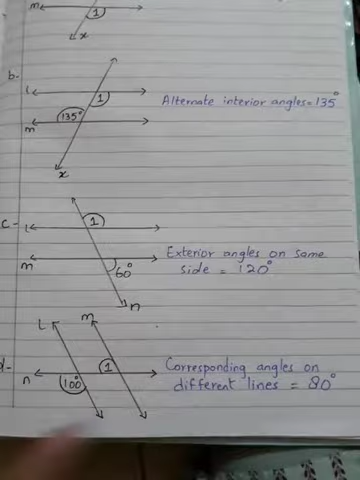 m
1
x
b-
l
1
135°
Alternate interior angles = 135°
m
x
c-
l
1
m
60°
Exterior angles on same
side = 120°
n
L
m
d-
n
1
100°
Corresponding angles on
different lines = 80°